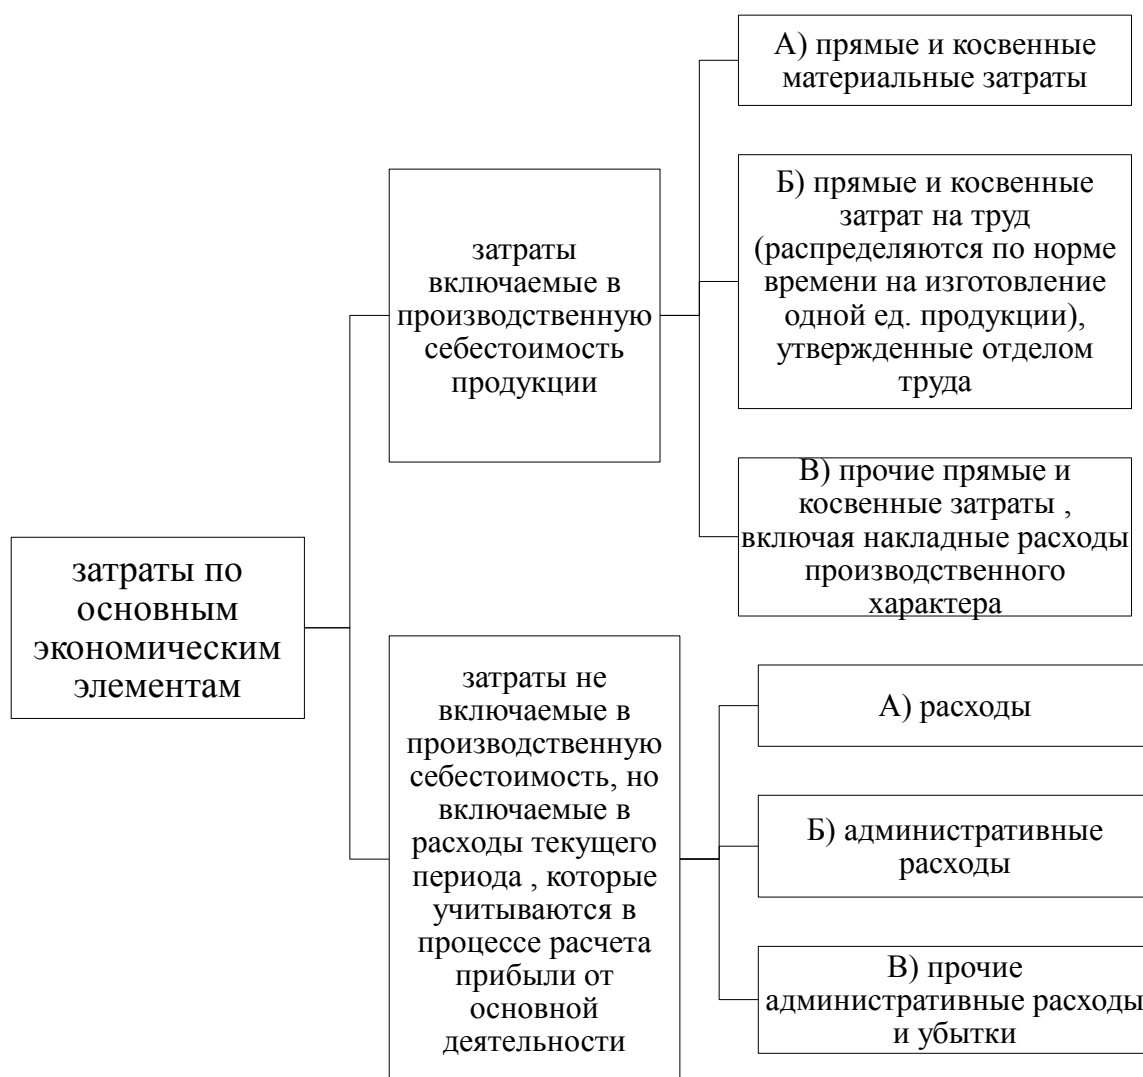 затраты по
основным
экономическим
элементам
затраты
включаемые в
производственную
себестоимость
продукции
А) прямые и косвенные
материальные затраты
Б) прямые и косвенные
затрат на труд
(распределяются по норме
времени на изготовление
одной ед. продукции),
утвержденные отделом
труда
В) прочие прямые и
косвенные затраты ,
включая накладные расходы
производственного
характера
затраты не
включаемые в
производственную
себестоимость, но
включаемые в
расходы текущего
периода , которые
учитываются в
процессе расчета
прибыли от
основной
деятельности
А) расходы
Б) административные
расходы
В) прочие
административные расходы
и убытки